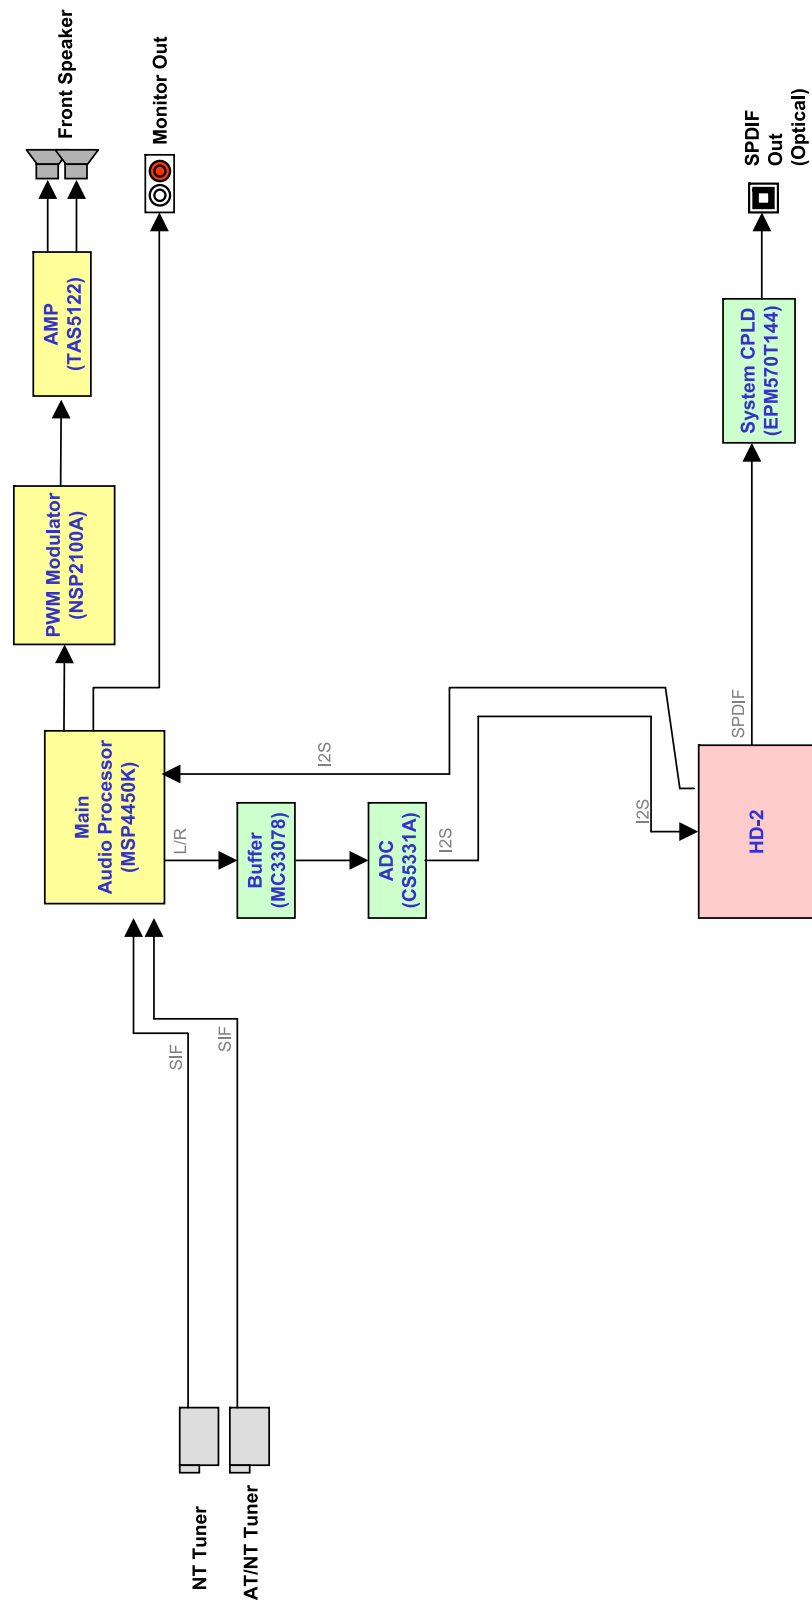 Front Speaker
Monitor Out
SPDIF
Out
(Optical)
AMP
(TAS5122)
System CPLD
(EPM570T144)
PWM Modulator
(NSP2100A)
SPDIF
Main
Audio Processor
(MSP4450K)
I2S
L/R
Buffer
(MC33078)
ADC
(CS5331A)
I2S
I2S
HD-2
SIF
SIF
NT Tuner
AT/NT Tuner